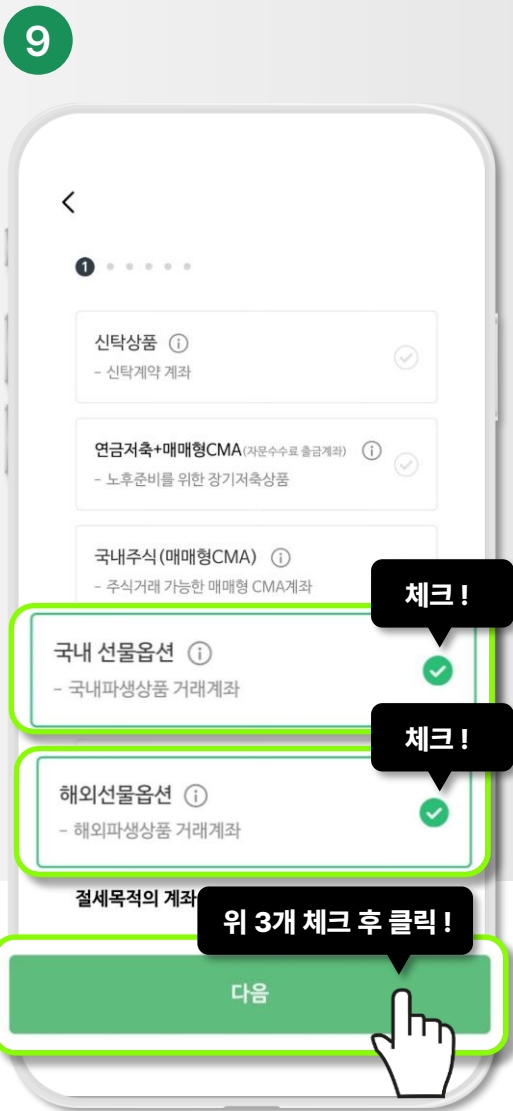 9
1
신탁상품
- 신탁계약 계좌
연금저축+매매형CMA(자문수수료 출금계좌)
- 노후준비를 위한 장기저축상품
국내주식(매매형CMA)
- 주식거래 가능한 매매형 CMA계좌
체크 !
국내 선물옵션
- 국내파생상품 거래계좌
체크 !
해외선물옵션
- 해외파생상품 거래계좌
절세목적의 계좌
위 3개 체크 후 클릭 !
다음